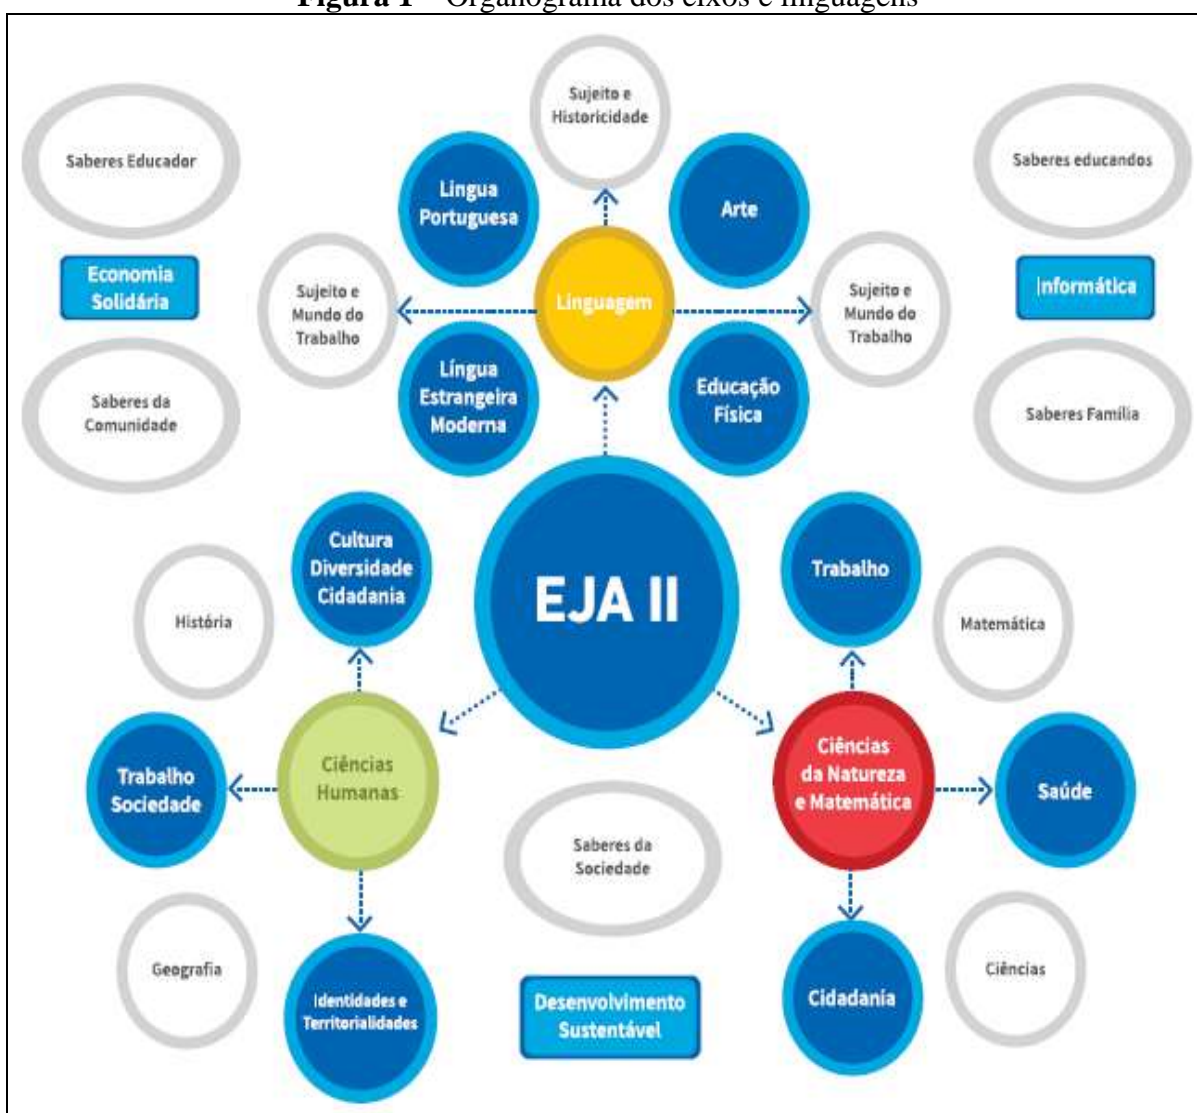 Figura 1 – Organograma dos eixos e linguagens
Sujeito e
Historicidade
Saberes Educador
Saberes educandos
Língua
Portuguesa
Arte
Economia
Solidária
Informática
Sujeito e
Mundo do
Trabalho
Linguagem
Sujeito e
Mundo do
Trabalho
Língua
Estrangeira
Moderna
Educação
Física
Saberes da
Comunidade
Saberes Família
Cultura
Diversidade
Cidadania
EJA II
Trabalho
História
Matemática
Trabalho
Sociedade
Ciências
Humanas
Ciências
da Natureza
e Matemática
Saúde
Saberes da
Sociedade
Geografia
Identidades e
Territorialidades
Desenvolvimento
Sustentável
Cidadania
Ciências